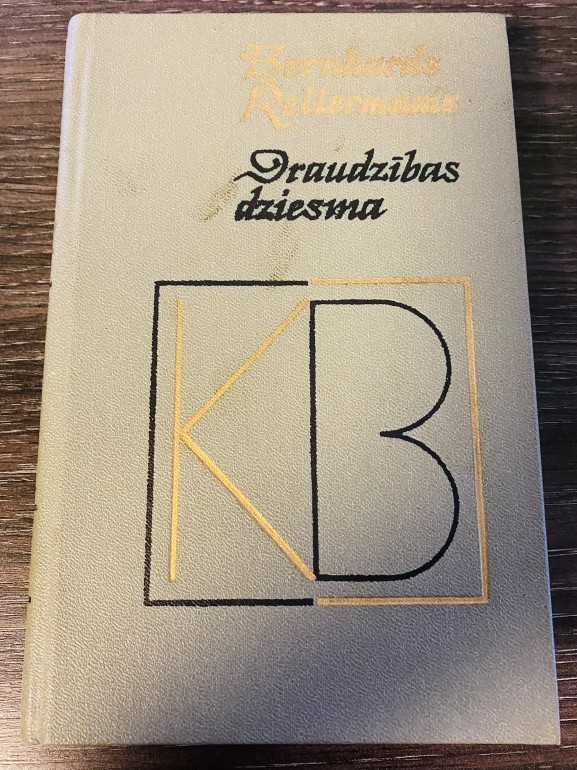 Bernhards
Kellermanis
Draudzības
dziesma
KB